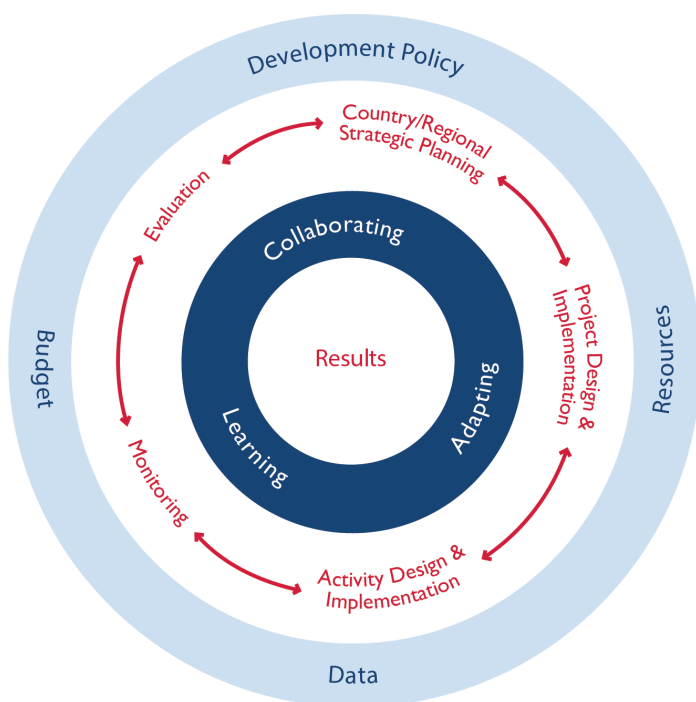 Development Policy
Country/Regional
Strategic Planning
Evaluation
Collaborating
Project Design &
Implementation
Resources
Budget
Results
Adapting
Learning
Monitoring
Activity Design &
Implementation
Data